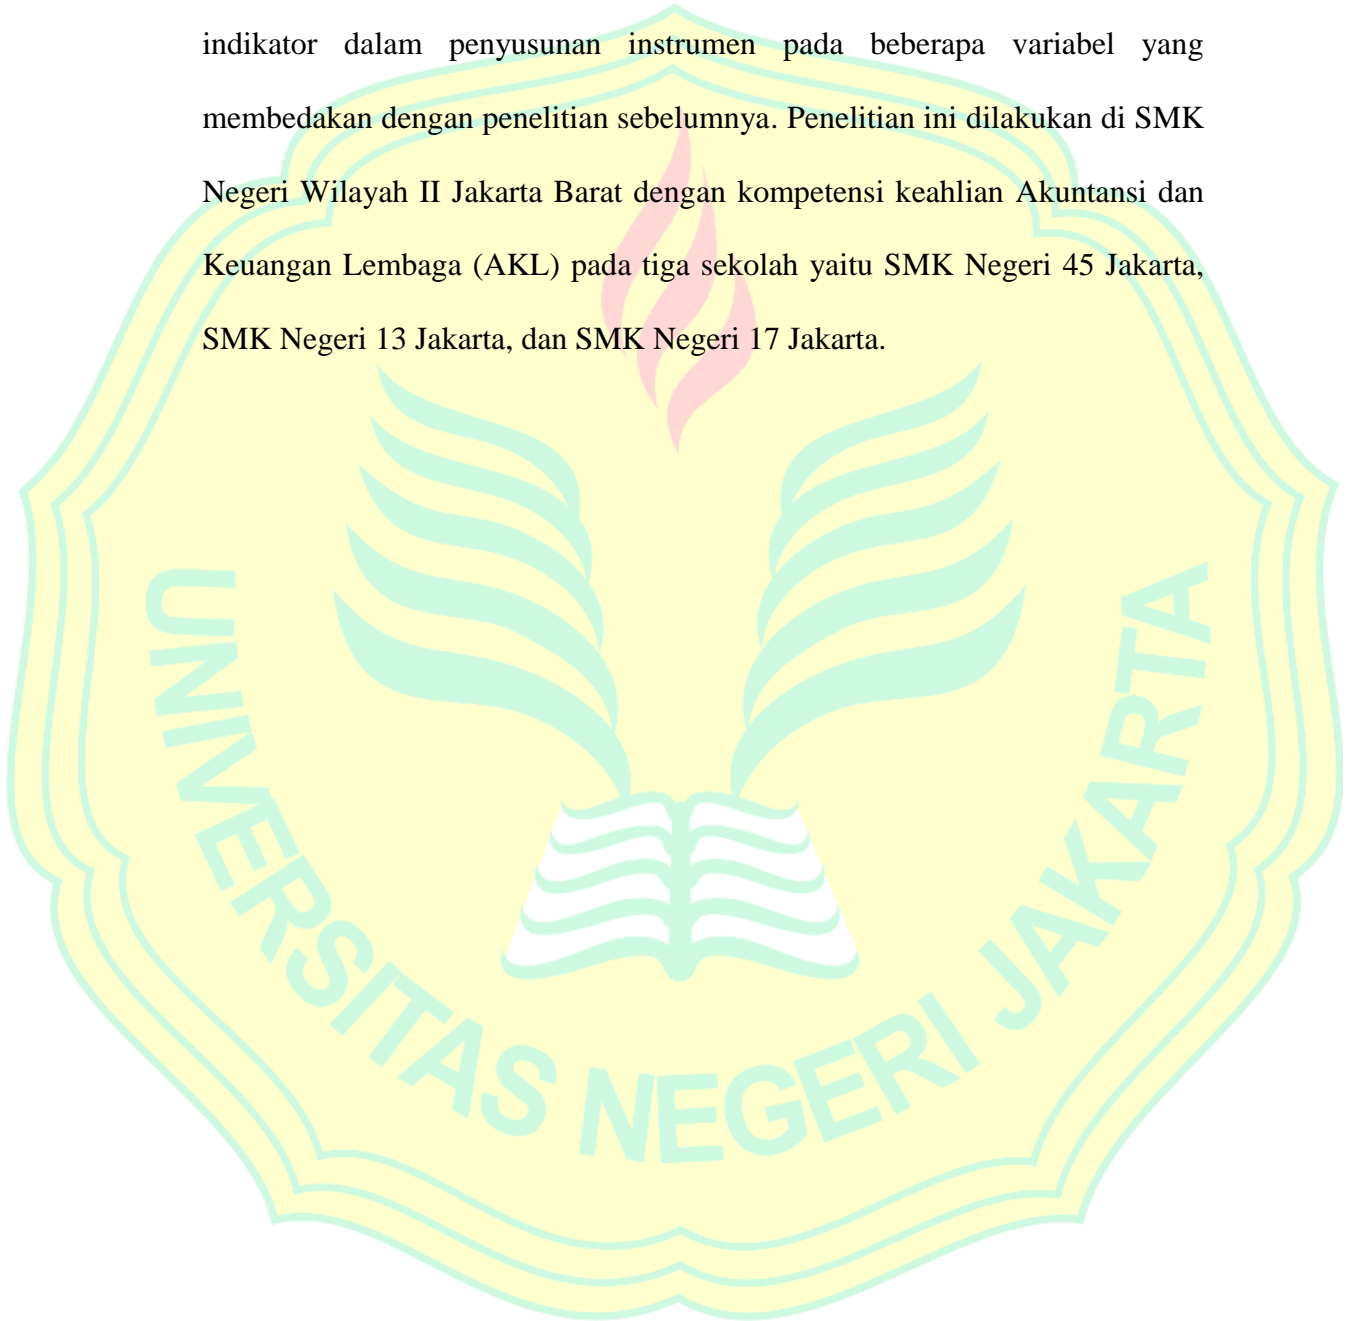 indikator dalam penyusunan instrumen pada beberapa variabel yang
membedakan dengan penelitian sebelumnya. Penelitian ini dilakukan di SMK
Negeri Wilayah II Jakarta Barat dengan kompetensi keahlian Akuntansi dan
Keuangan Lembaga (AKL) pada tiga sekolah yaitu SMK Negeri 45 Jakarta,
SMK Negeri 13 Jakarta, dan SMK Negeri 17 Jakarta.
UNIVERSITAS NEGERI JAKARTA